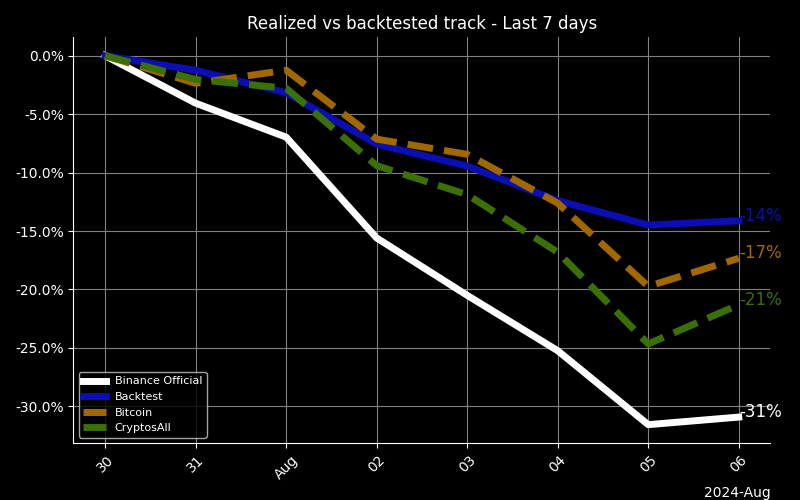 Realized vs backtested track - Last 7 days
0.0%
-5.0%
-10.0%
-15.0%
-20.0%
-25.0%
-30.0%
-14%
-17%
-21%
-31%
Binance Official
Backtest
Bitcoin
CryptosAll
30
31
Aug
02
03
04
05
06
2024-Aug